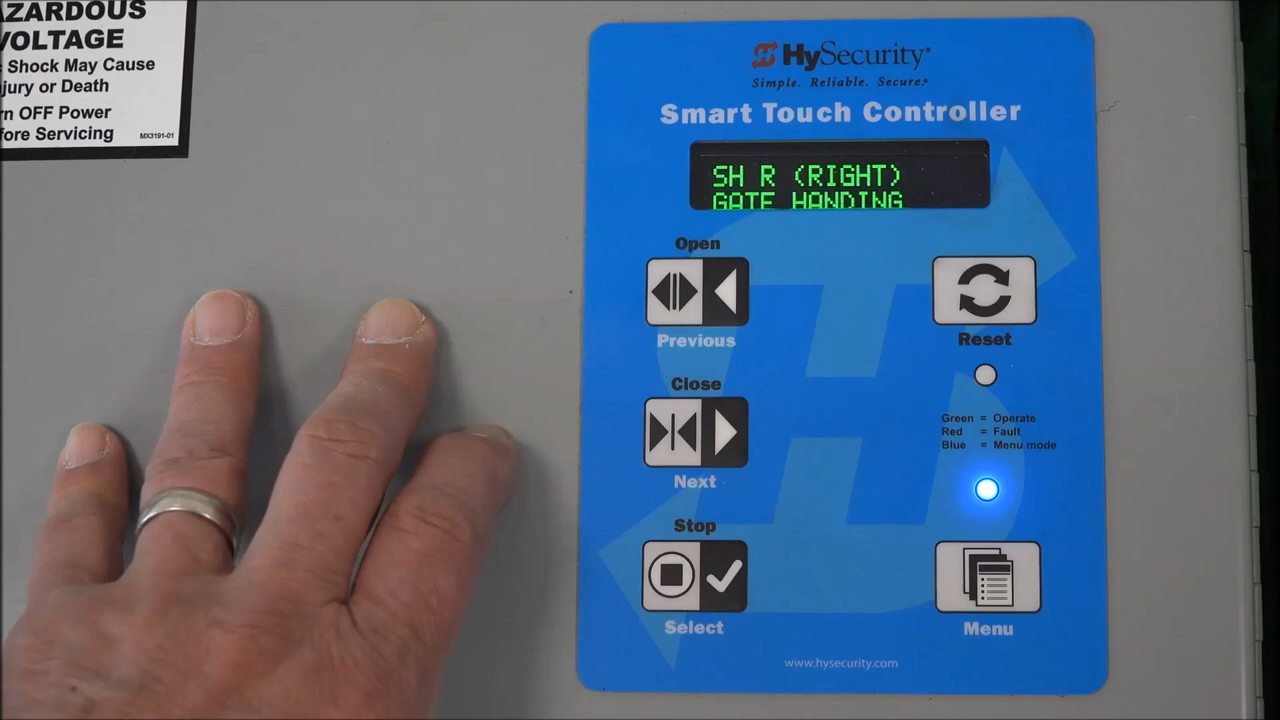 AZARDOUS
VOLTAGE
Shock May Cause
jury or Death
rn OFF Power
fore Servicing
MX3191-01
HySecurity
Simple. Reliable. Secure.®
Smart Touch Controller
SH R (RIGHT)
GATE HANDING
Open
Previous
Reset
Close
Green = Operate
Red = Fault
Blue = Menu mode
Next
Stop
Select
Menu
www.hysecurity.com